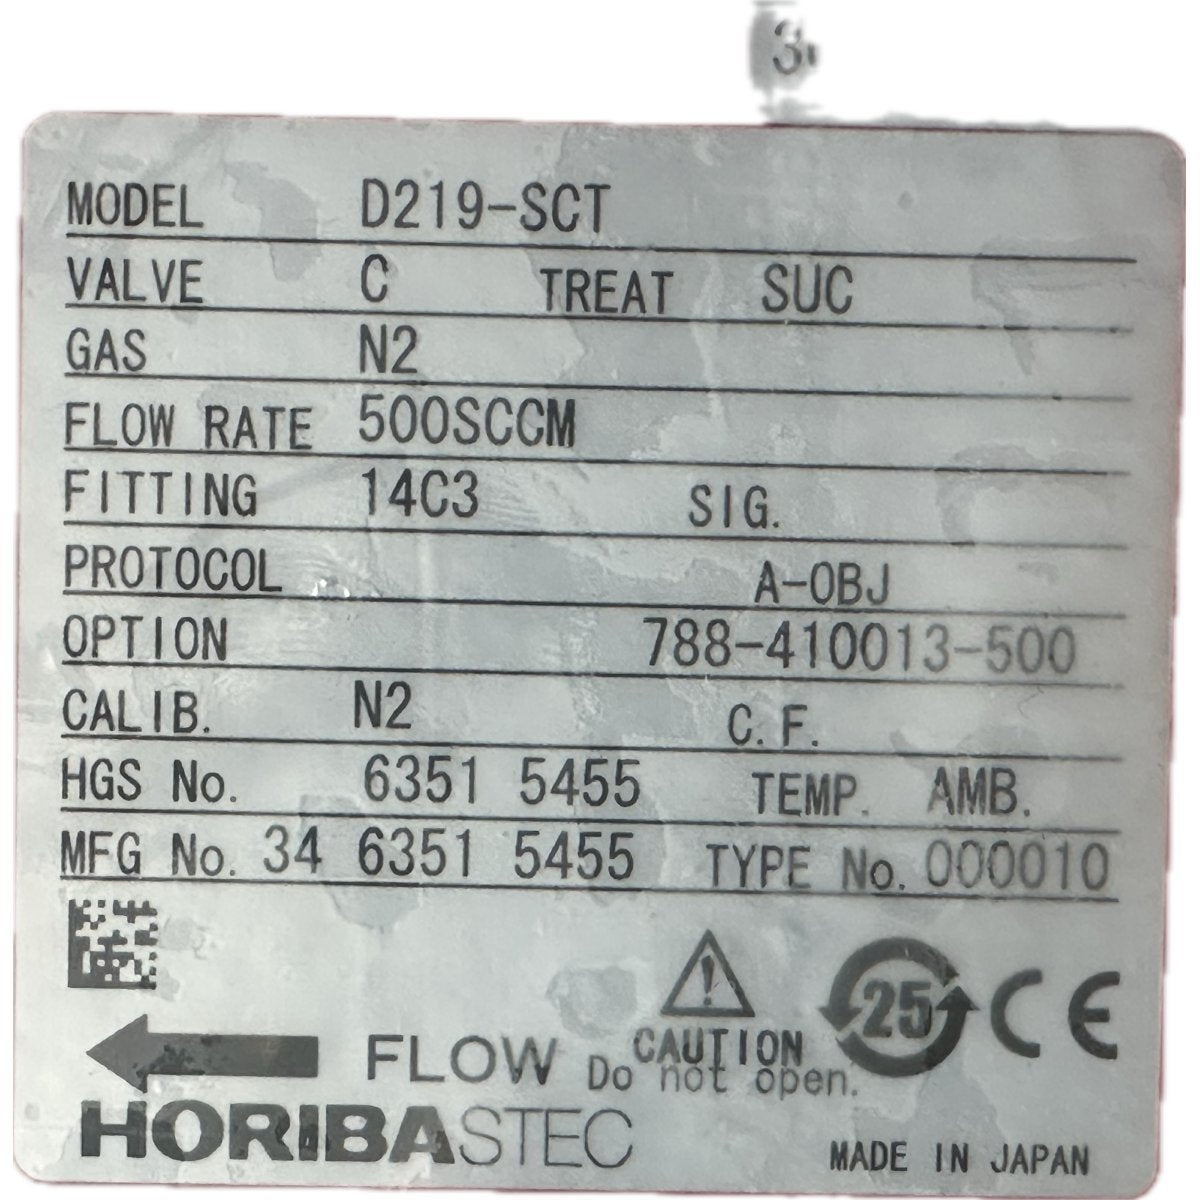 3
MODEL D219-SCT
VALVE C TREAT SUC
GAS N2
FLOW RATE 500SCCM
FITTING 14C3 SIG.
PROTOCOL A-OBJ
OPTION 788-410013-500
CALIB. N2 C.F.
HGS No. 6351 5455 TEMP. AMB.
MFG No. 34 6351 5455 TYPE No. 000010
25 CE
FLOW CAUTION
Do not open.
HORIBASTEC
MADE IN JAPAN